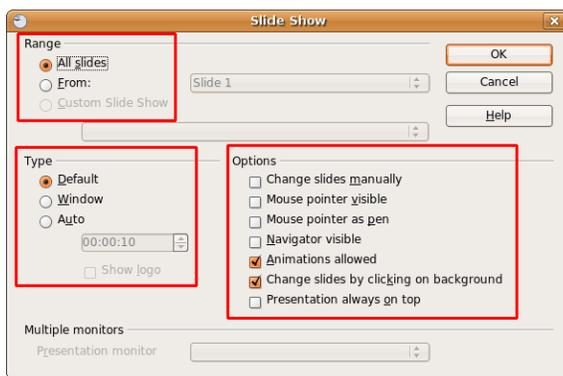 Slide Show
Range
All slides
From:
Slide 1
Custom Slide Show
OK
Cancel
Help
Type
Default
Window
Auto
00:00:10
Show logo
Options
Change slides manually
Mouse pointer visible
Mouse pointer as pen
Navigator visible
Animations allowed
Change slides by clicking on background
Presentation always on top
Multiple monitors
Presentation monitor